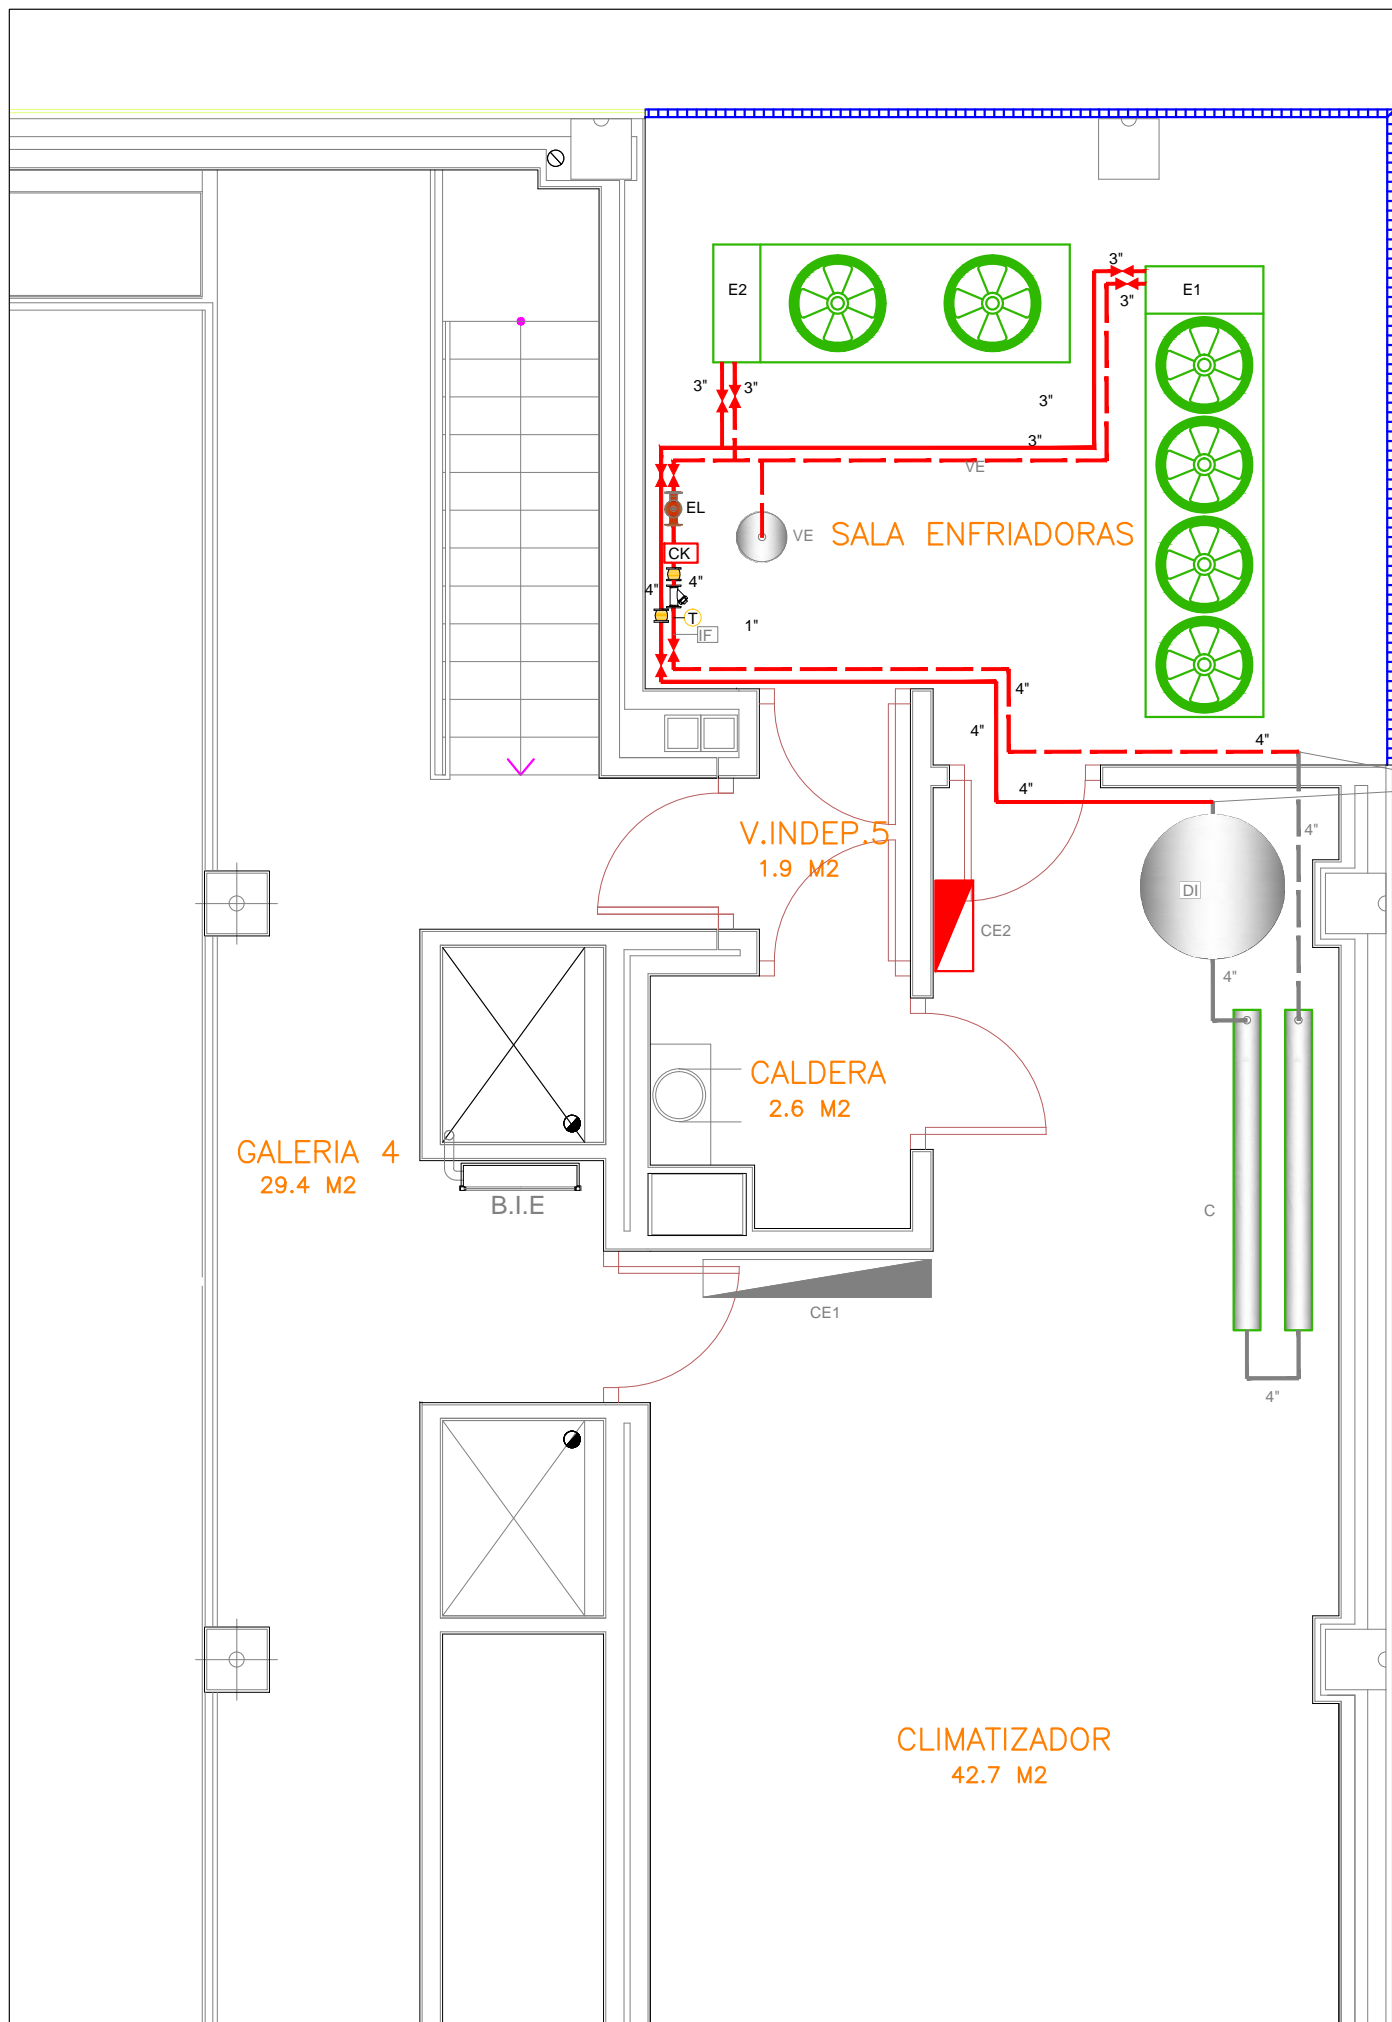 3"
3"
E2
E1
3"
3"
3"
3"
VE
EL
VE
SALA ENFRIADORAS
CK
4"
4"
T
1"
IF
4"
4"
4"
4"
4"
V.INDEP.5
1.9 M2
DI
CE2
4"
CALDERA
2.6 M2
GALERIA 4
29.4 M2
B.I.E
C
CE1
4"
CLIMATIZADOR
42.7 M2